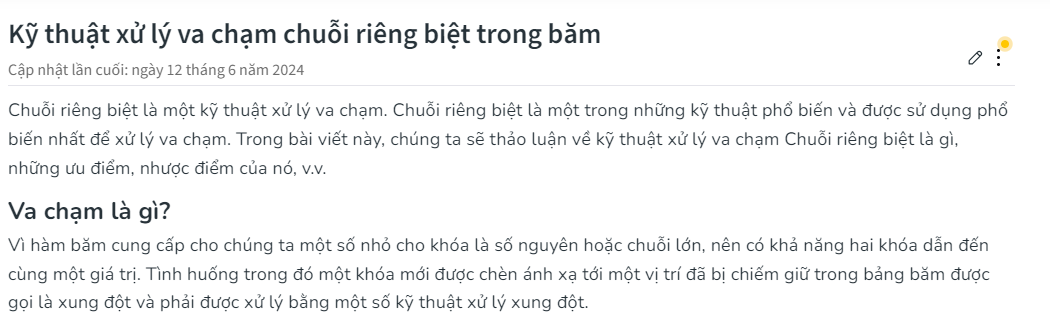 Kỹ thuật xử lý va chạm chuỗi riêng biệt trong băm
Cập nhật lần cuối: ngày 12 tháng 6 năm 2024
Chuỗi riêng biệt là một kỹ thuật xử lý va chạm. Chuỗi riêng biệt là một trong những kỹ thuật phổ biến và được sử dụng phổ
biến nhất để xử lý va chạm. Trong bài viết này, chúng ta sẽ thảo luận về kỹ thuật xử lý va chạm Chuỗi riêng biệt là gì,
những ưu điểm, nhược điểm của nó, v.v.
Va chạm là gì?
Vì hàm băm cung cấp cho chúng ta một số nhỏ cho khóa là số nguyên hoặc chuỗi lớn, nên có khả năng hai khóa dẫn đến
cùng một giá trị. Tình huống trong đó một khóa mới được chèn ánh xạ tới một vị trí đã bị chiếm giữ trong bảng băm được
gọi là xung đột và phải được xử lý bằng một số kỹ thuật xử lý xung đột.